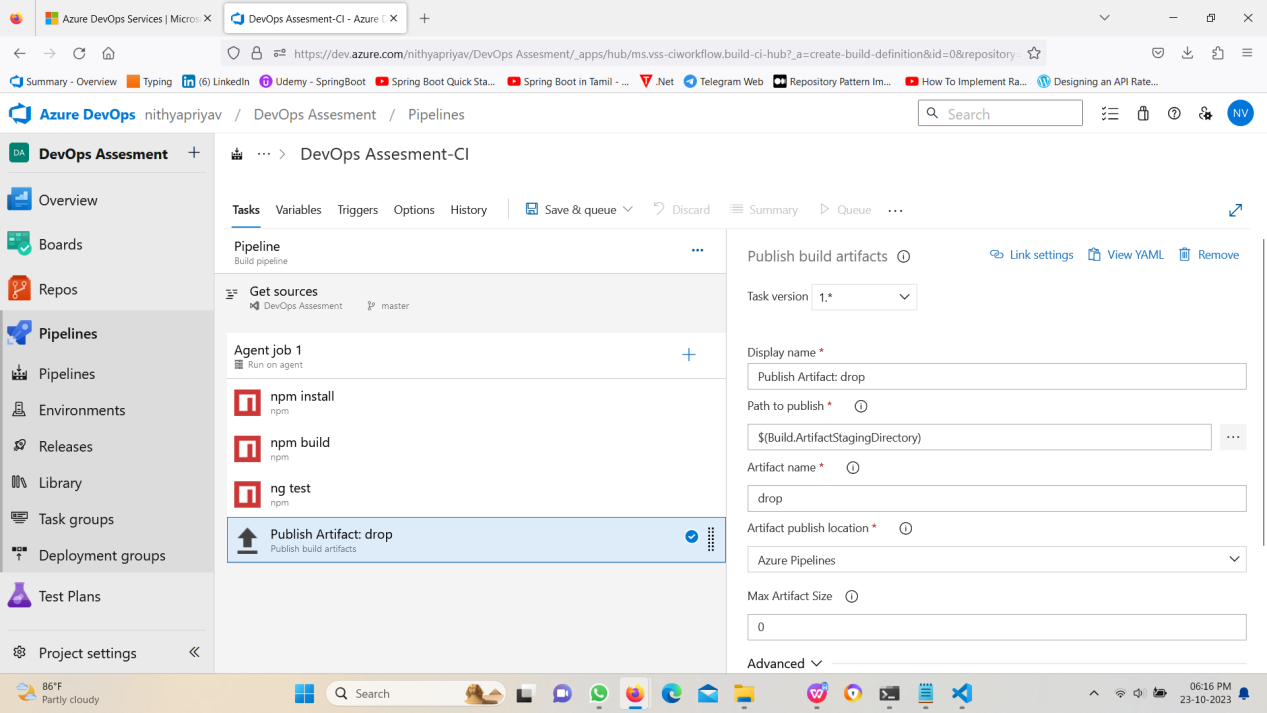 Azure DevOps Services | Micros
DevOps Assesment-CI - Azure D
https://dev.azure.com/nithyapriyav/DevOps Assesment/_apps/hub/ms.vss-ciworkflow.build-ci-hub?_a=create-build-definition&id=0&repository=
Summary - Overview
Typing
(6) LinkedIn
Udemy - SpringBoot
Spring Boot Quick Sta...
Spring Boot in Tamil - ...
.Net
Telegram Web
Repository Pattern Im...
How To Implement Ra...
Designing an API Rate...
Azure DevOps nithyapriyav / DevOps Assesment / Pipelines
Search
NV
DA DevOps Assesment
DevOps Assesment-CI
Overview
Boards
Repos
Pipelines
Pipelines
Environments
Releases
Library
Task groups
Deployment groups
Test Plans
Project settings
Tasks Variables Triggers Options History
Save & queue Discard Summary Queue
Pipeline
Build pipeline
Get sources
DevOps Assesment master
Agent job 1
Run on agent
npm install
npm
npm build
npm
ng test
npm
Publish Artifact: drop
Publish build artifacts
Publish build artifacts
Link settings View YAML Remove
Task version 1.*
Display name *
Publish Artifact: drop
Path to publish *
$(Build.ArtifactStagingDirectory)
Artifact name *
drop
Artifact publish location *
Azure Pipelines
Max Artifact Size
0
Advanced
86°F
Partly cloudy
Search
06:16 PM
23-10-2023